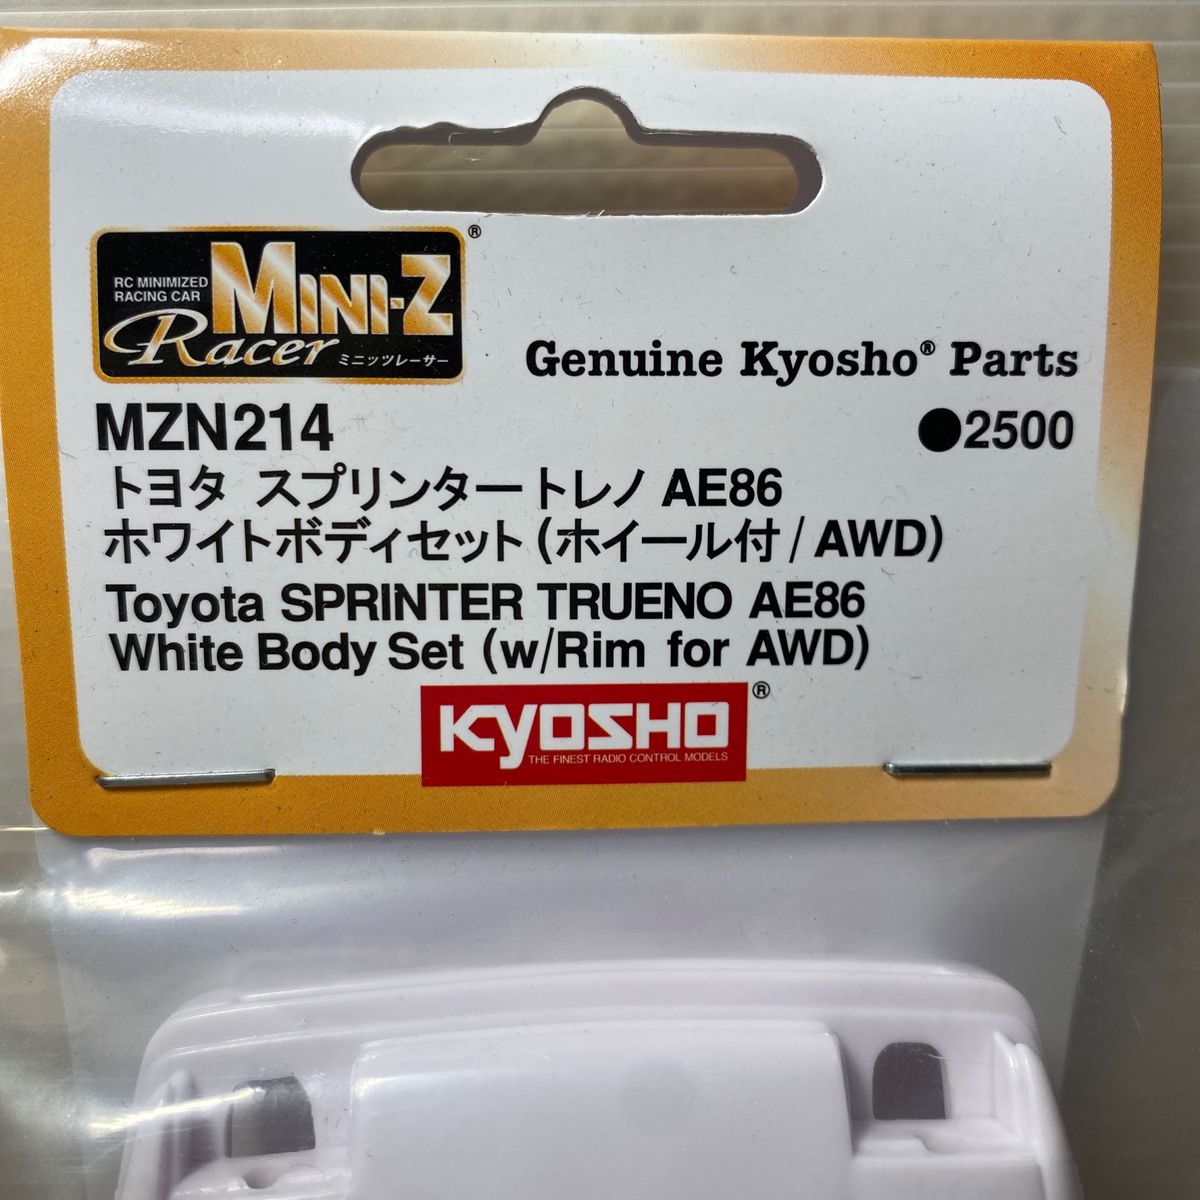 RC MINIMIZED
RACING CAR
MINI-Z®
Racer ミニッツレーサー
Genuine Kyosho® Parts
MZN214
●2500
トヨタ スプリンタートレノ AE86
ホワイトボディセット(ホイール付/AWD)
Toyota SPRINTER TRUENO AE86
White Body Set (w/Rim for AWD)
KYOSHO®
THE FINEST RADIO CONTROL MODELS